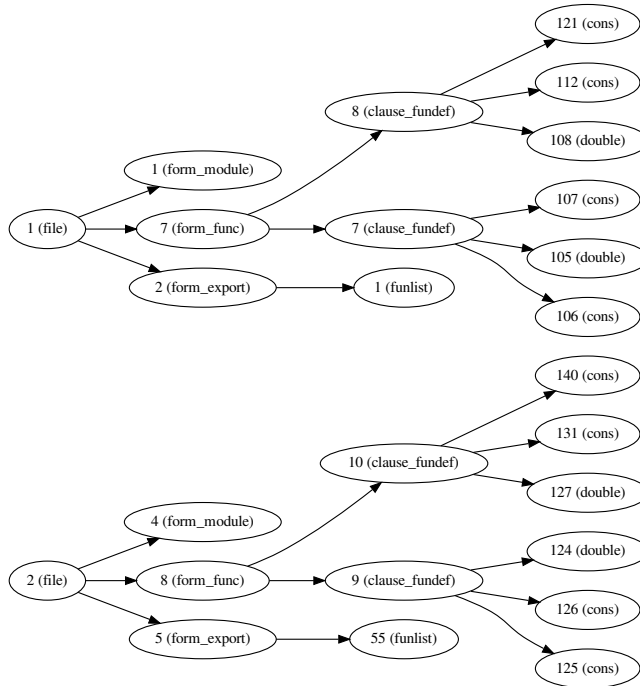 121 (cons)
112 (cons)
8 (clause_fundef)
108 (double)
1 (form_module)
107 (cons)
1 (file)
7 (form_func)
7 (clause_fundef)
105 (double)
2 (form_export)
1 (funlist)
106 (cons)
140 (cons)
131 (cons)
10 (clause_fundef)
127 (double)
4 (form_module)
124 (double)
2 (file)
8 (form_func)
9 (clause_fundef)
126 (cons)
5 (form_export)
55 (funlist)
125 (cons)